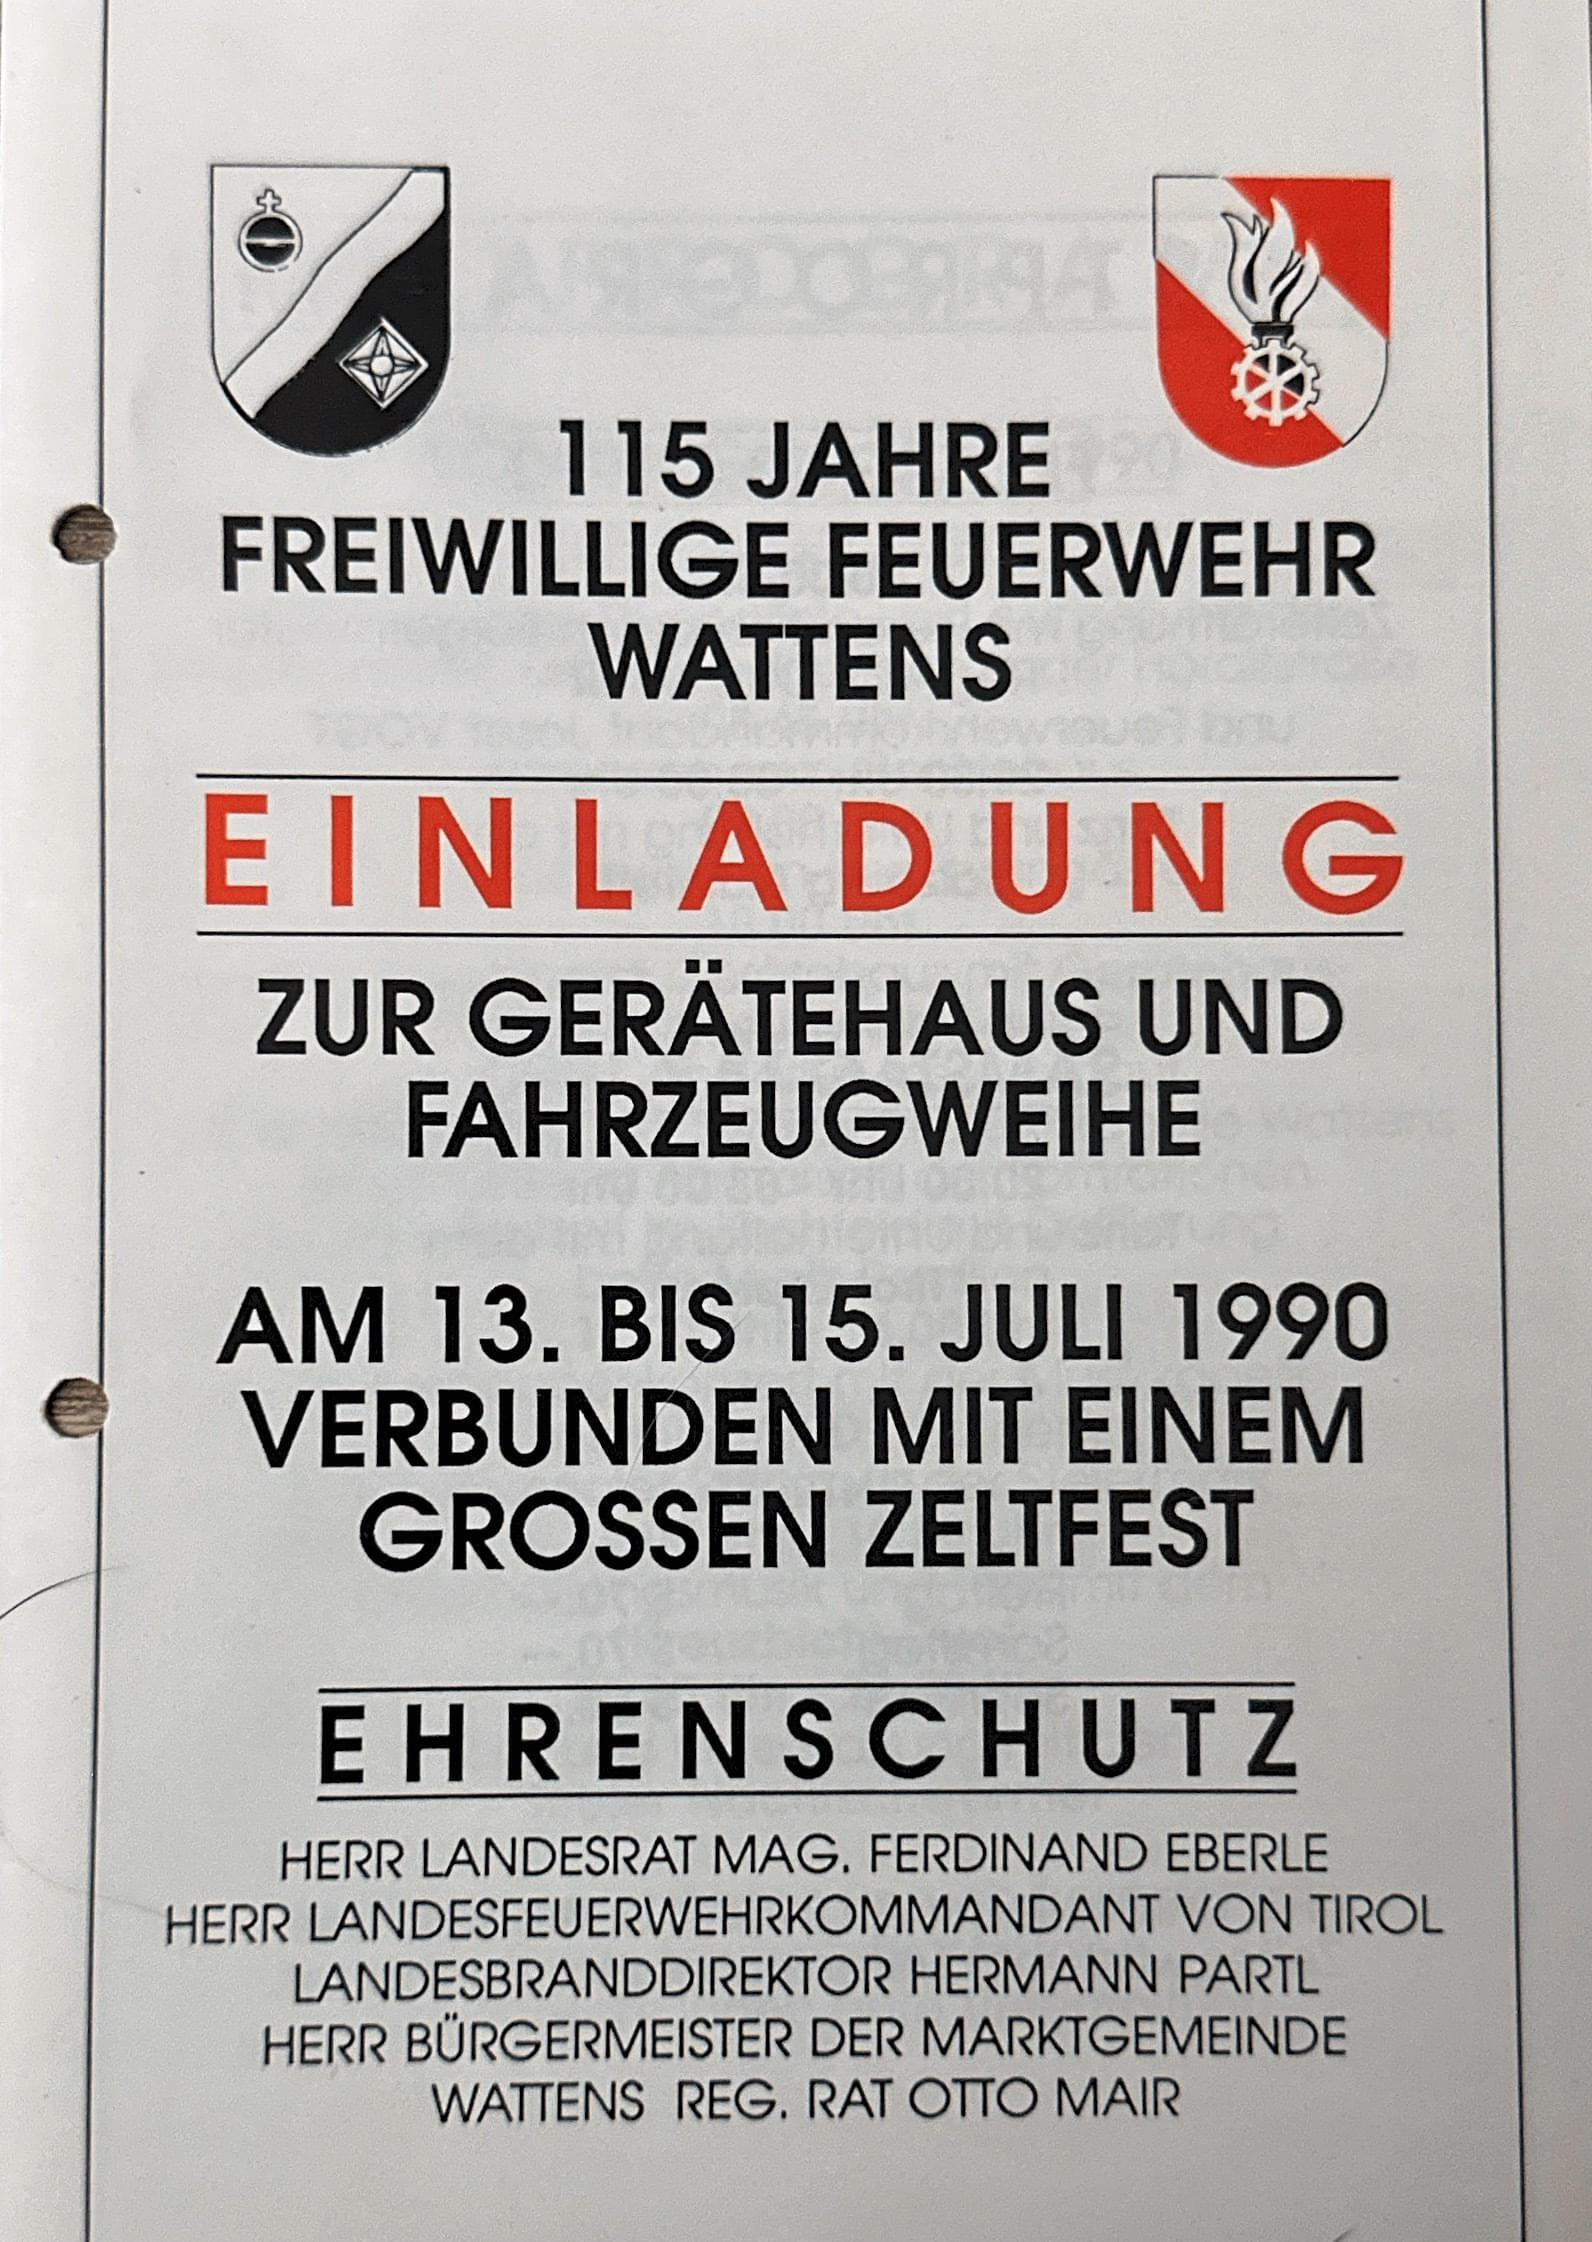 115 JAHRE
FREIWILLIGE FEUERWEHR
WATTENS
EINLADUNG
ZUR GERÄTEHAUS UND
FAHRZEUGWEIHE
AM 13. BIS 15. JULI 1990
VERBUNDEN MIT EINEM
GROSSEN ZELTFEST
EHRENSCHUTZ
HERR LANDESRAT MAG. FERDINAND EBERLE
HERR LANDESFEUERWEHRKOMMANDANT VON TIROL
LANDESBRANDDIREKTOR HERMANN PARTL
HERR BÜRGERMEISTER DER MARKTGEMEINDE
WATTENS REG. RAT OTTO MAIR